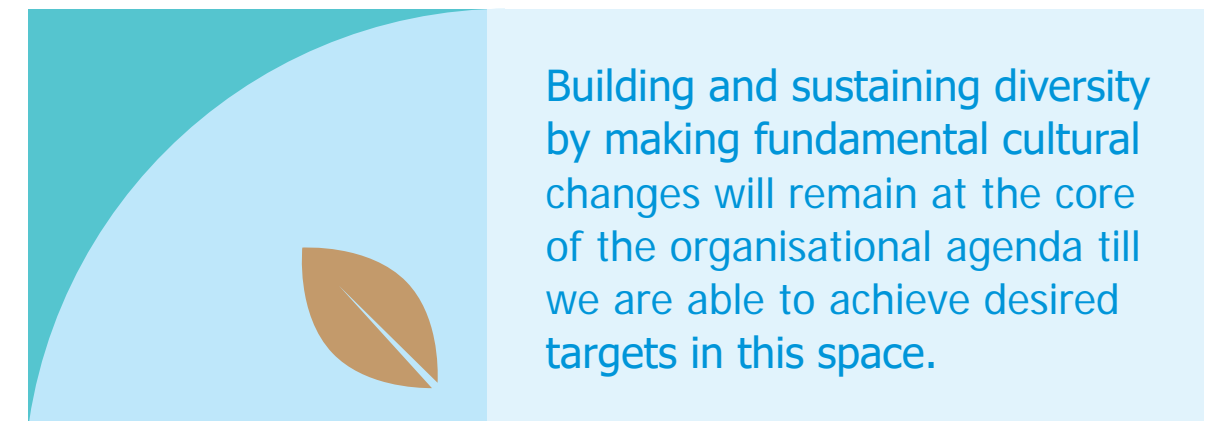 Building and sustaining diversity
by making fundamental cultural
changes will remain at the core
of the organisational agenda till
we are able to achieve desired
targets in this space.